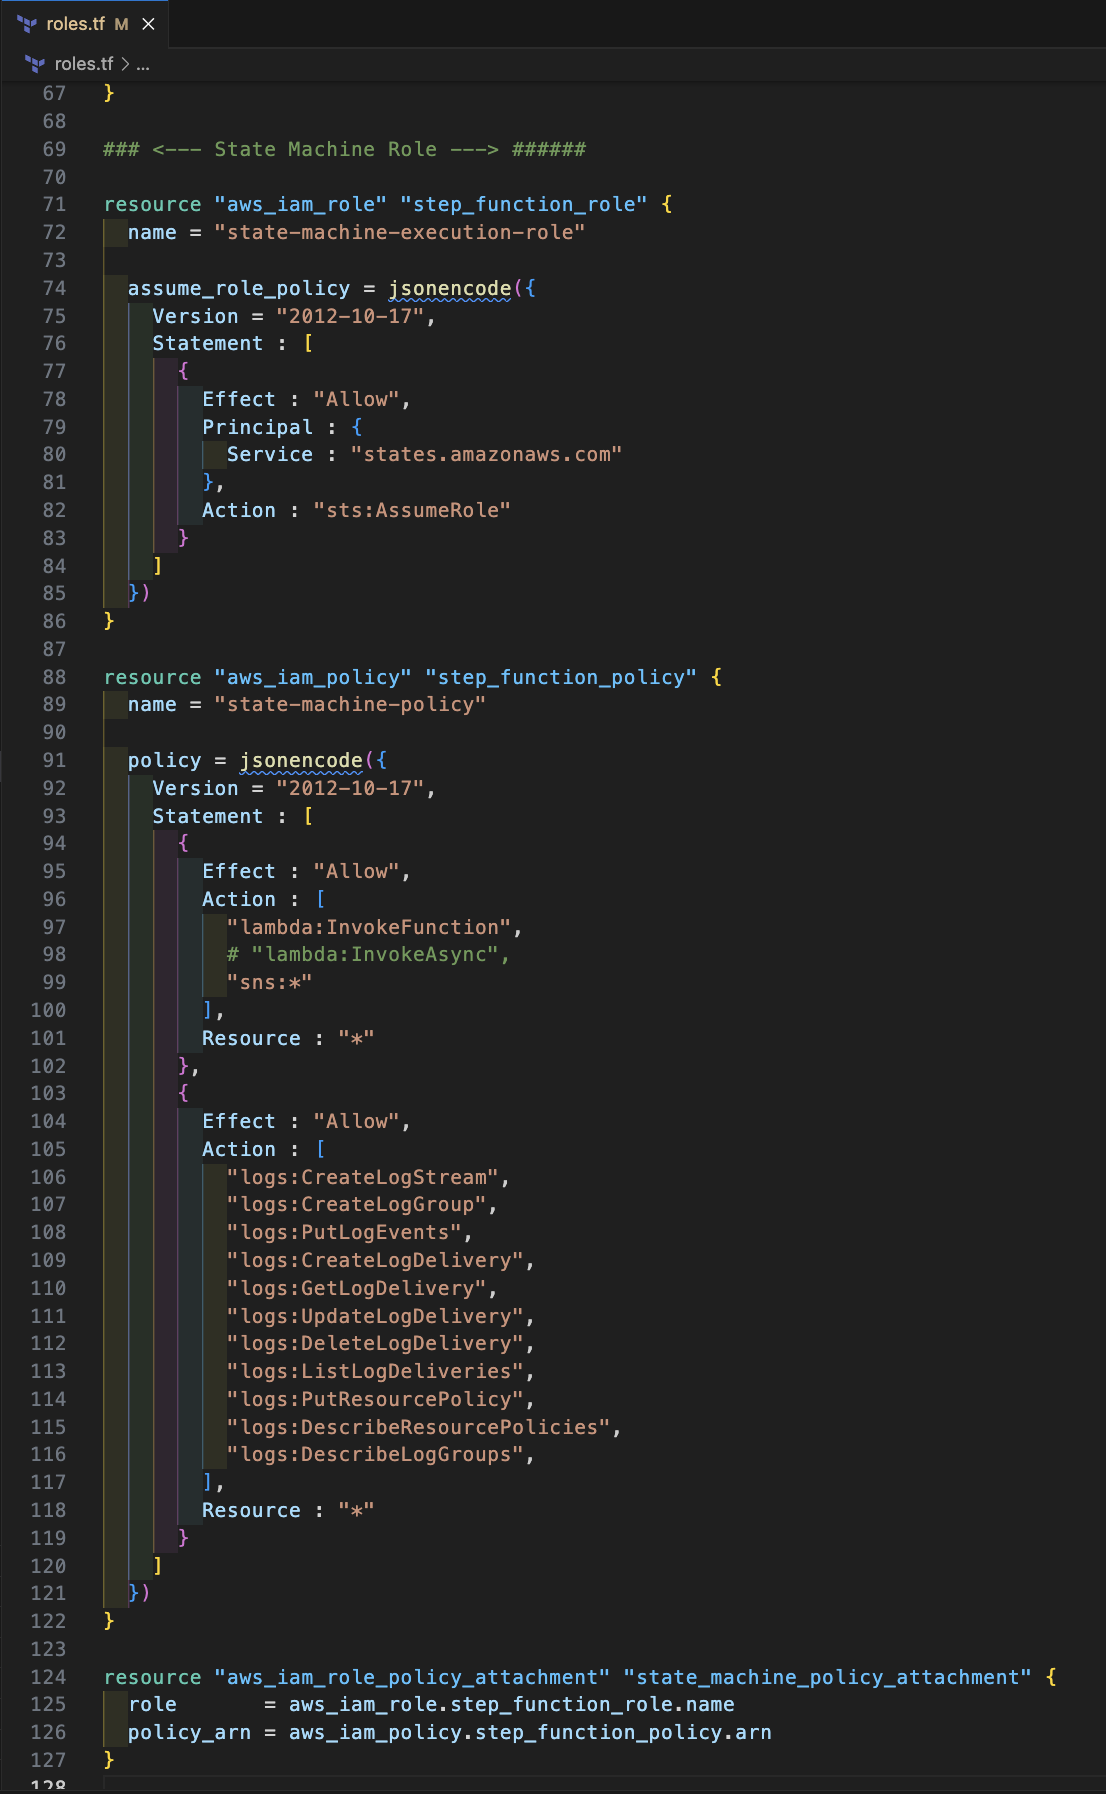 roles.tf M ×
roles.tf > ...
67 }
68
69 ### <--- State Machine Role ---> ######
70
71 resource "aws_iam_role" "step_function_role" {
72   name = "state-machine-execution-role"
73
74   assume_role_policy = jsonencode({
75     Version = "2012-10-17",
76     Statement : [
77       {
78         Effect : "Allow",
79         Principal : {
80           Service : "states.amazonaws.com"
81         },
82         Action : "sts:AssumeRole"
83       }
84     ]
85   })
86 }
87
88 resource "aws_iam_policy" "step_function_policy" {
89   name = "state-machine-policy"
90
91   policy = jsonencode({
92     Version = "2012-10-17",
93     Statement : [
94       {
95         Effect : "Allow",
96         Action : [
97           "lambda:InvokeFunction",
98           # "lambda:InvokeAsync",
99           "sns:*"
100         ],
101         Resource : "*"
102       },
103       {
104         Effect : "Allow",
105         Action : [
106           "logs:CreateLogStream",
107           "logs:CreateLogGroup",
108           "logs:PutLogEvents",
109           "logs:CreateLogDelivery",
110           "logs:GetLogDelivery",
111           "logs:UpdateLogDelivery",
112           "logs:DeleteLogDelivery",
113           "logs:ListLogDeliveries",
114           "logs:PutResourcePolicy",
115           "logs:DescribeResourcePolicies",
116           "logs:DescribeLogGroups",
117         ],
118         Resource : "*"
119       }
120     ]
121   })
122 }
123
124 resource "aws_iam_role_policy_attachment" "state_machine_policy_attachment" {
125   role       = aws_iam_role.step_function_role.name
126   policy_arn = aws_iam_policy.step_function_policy.arn
127 }
128